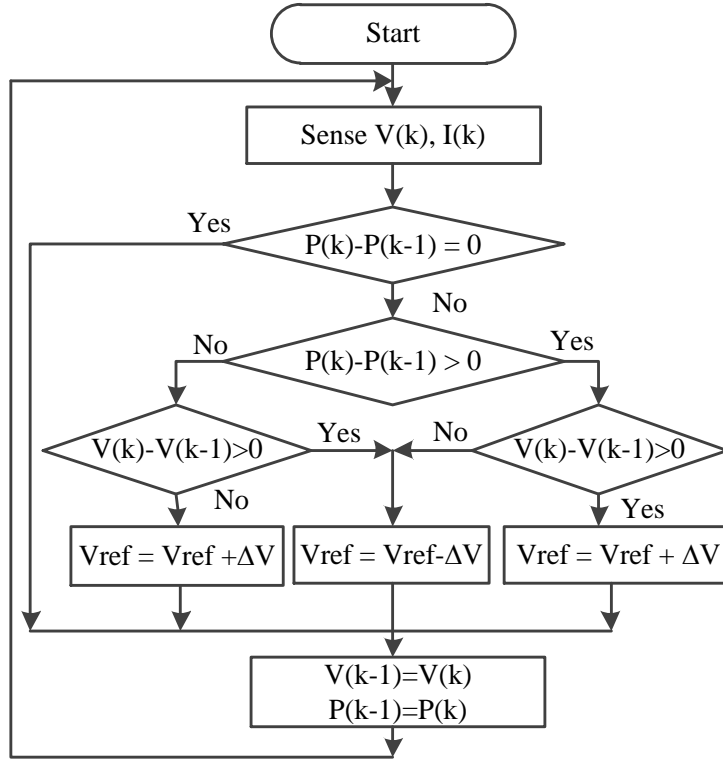 Start
Sense V(k), I(k)
Yes
P(k)-P(k-1) = 0
No
No
P(k)-P(k-1) > 0
Yes
V(k)-V(k-1)>0
Yes
No
V(k)-V(k-1)>0
No
Yes
Vref = Vref +ΔV
Vref = Vref-ΔV
Vref = Vref + ΔV
V(k-1)=V(k)
P(k-1)=P(k)